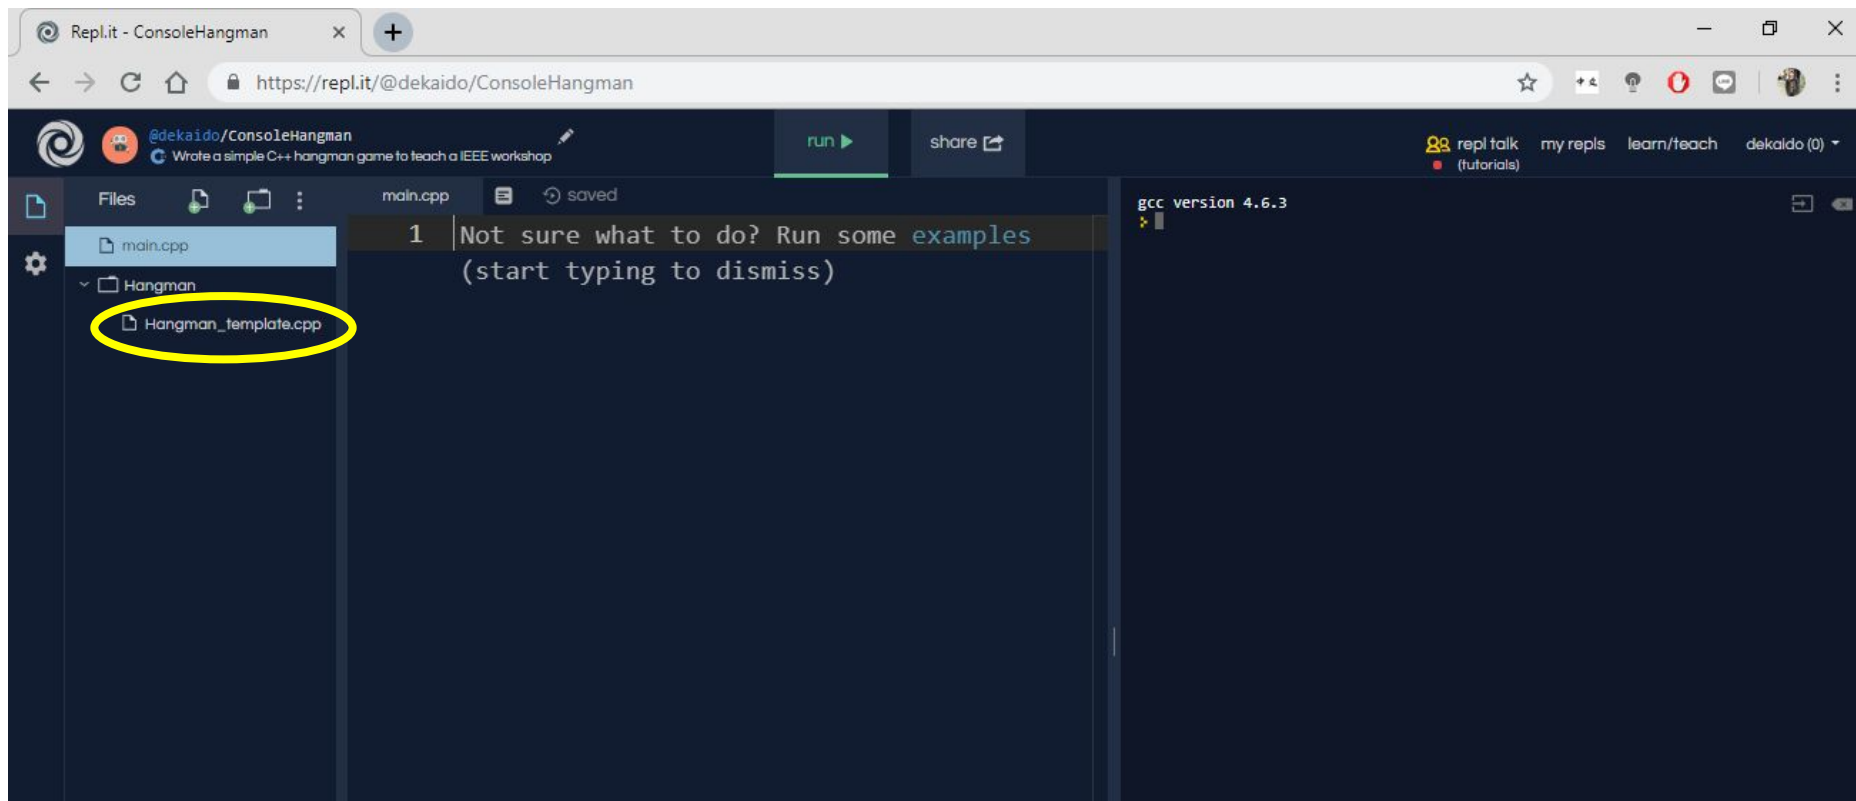 Repl.it - ConsoleHangman
https://repl.it/@dekaido/ConsoleHangman
@dekaido/ConsoleHangman
Wrote a simple C++ hangman game to teach a IEEE workshop
run
share
repl talk
(tutorials)
my repls
learn/teach
dekaido (0)
Files
main.cpp
Hangman
Hangman_template.cpp
main.cpp
saved
1 Not sure what to do? Run some examples
(start typing to dismiss)
gcc version 4.6.3